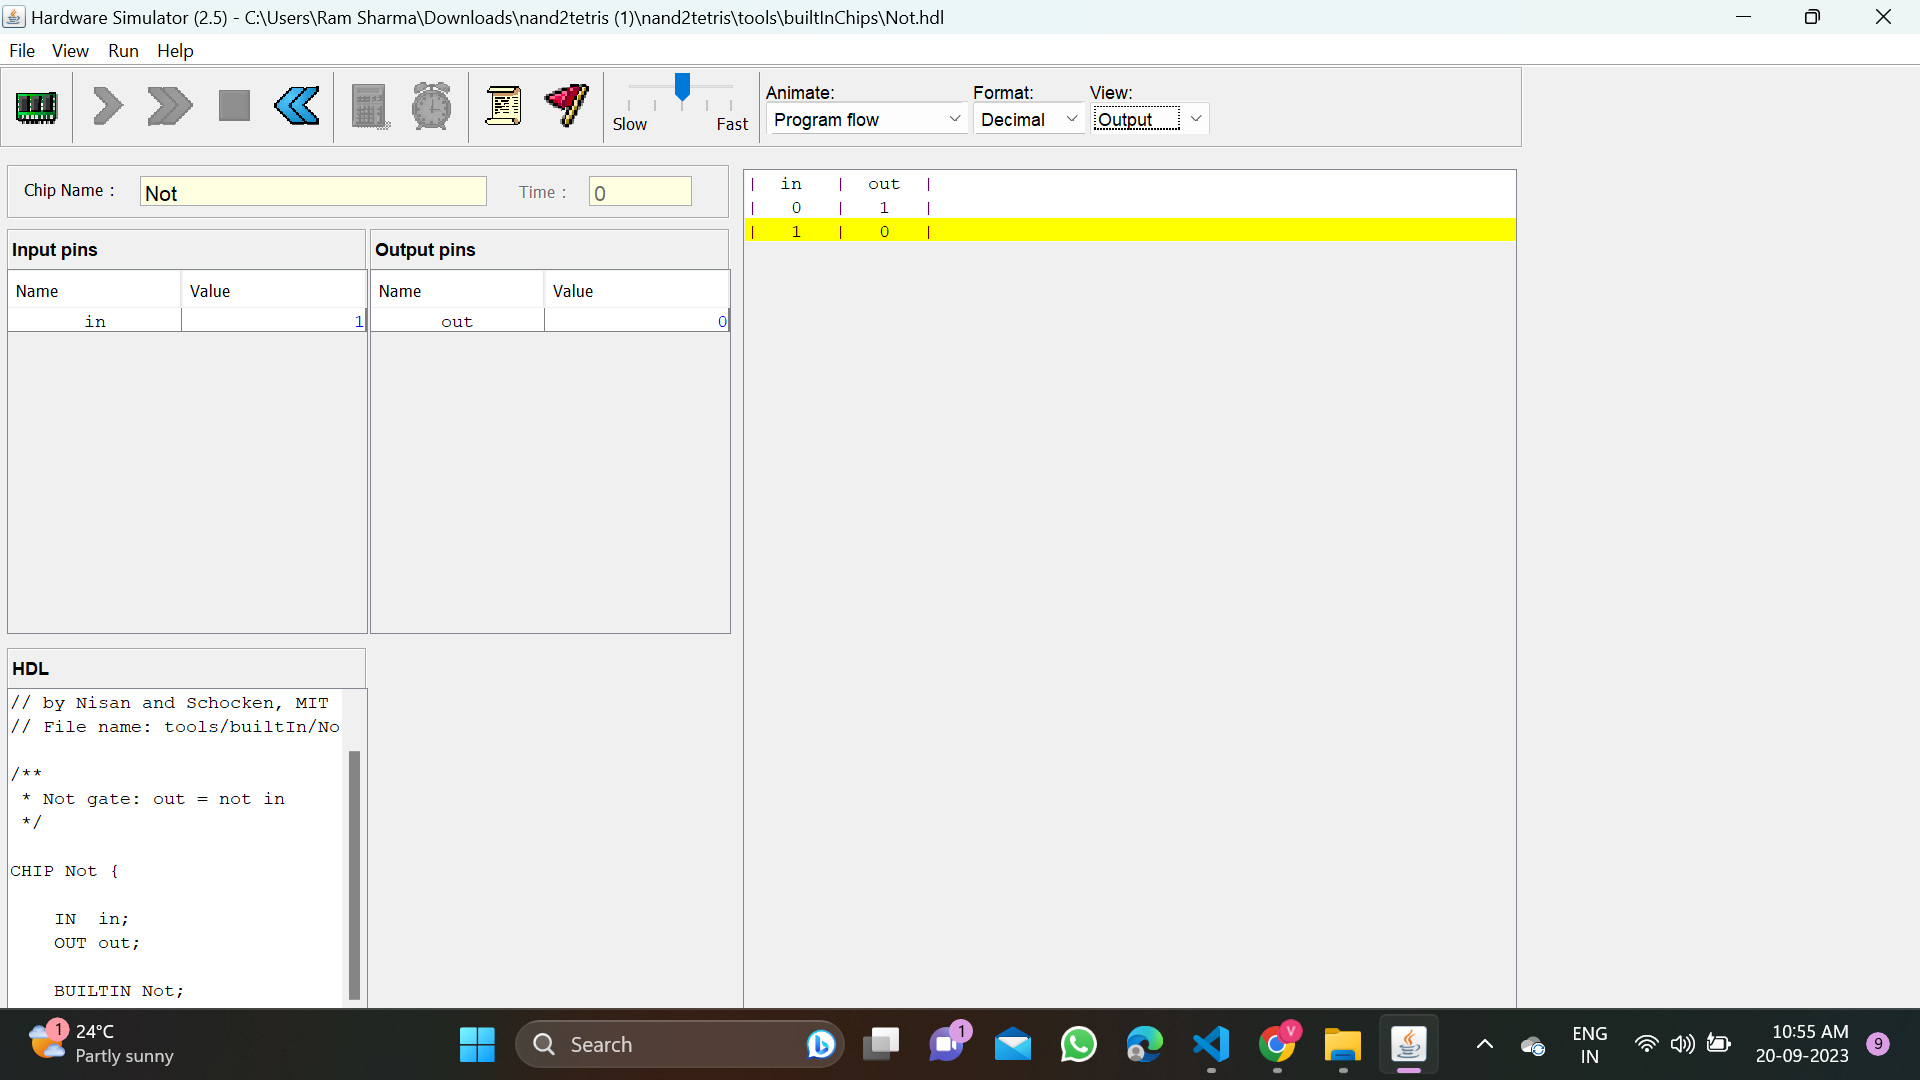 Hardware Simulator (2.5) - C:\Users\Ram Sharma\Downloads\nand2tetris (1)\nand2tetris\tools\builtInChips\Not.hdl
File View Run Help
Slow Fast
Animate: Format: View:
Program flow Decimal Output
Chip Name : Not Time : 0
Input pins Output pins
Name Value Name Value
in 1 out 0
| in | out |
| 0 | 1 |
| 1 | 0 |
HDL
// by Nisan and Schocken, MIT
// File name: tools/builtIn/No
/**
* Not gate: out = not in
*/
CHIP Not {
IN in;
OUT out;
BUILTIN Not;
1 24°C
Partly sunny
Search
1
V
ENG
IN
10:55 AM
20-09-2023
9